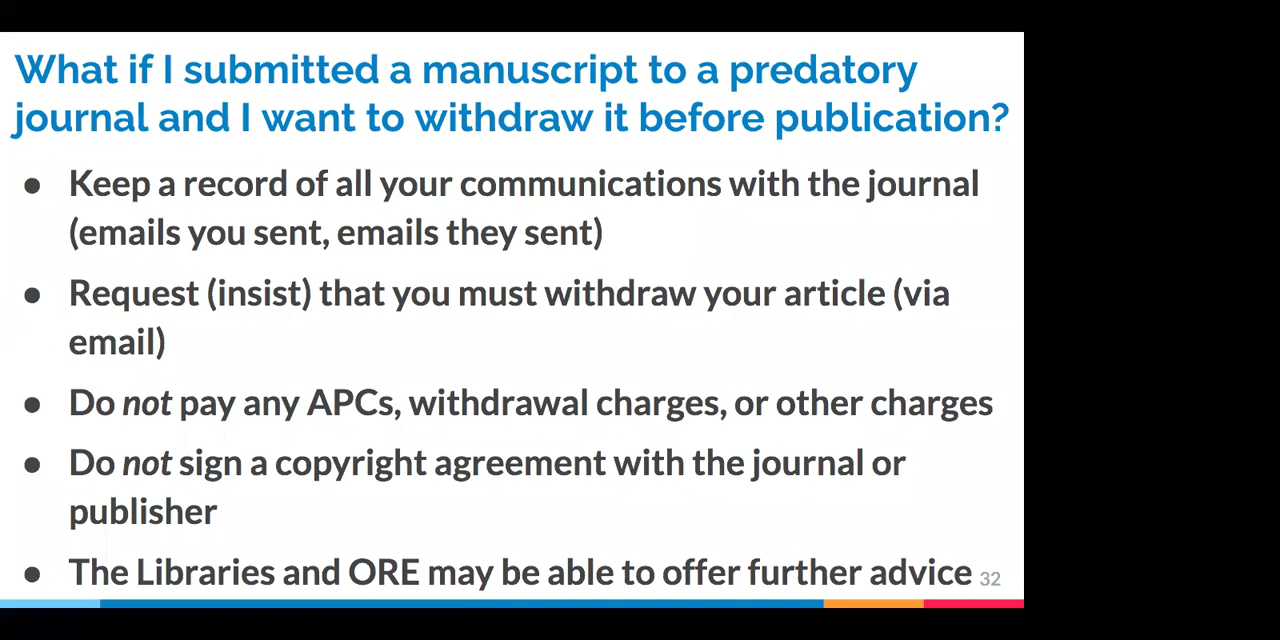 What if I submitted a manuscript to a predatory
journal and I want to withdraw it before publication?
● Keep a record of all your communications with the journal
(emails you sent, emails they sent)
● Request (insist) that you must withdraw your article (via
email)
● Do not pay any APCs, withdrawal charges, or other charges
● Do not sign a copyright agreement with the journal or
publisher
● The Libraries and ORE may be able to offer further advice
32